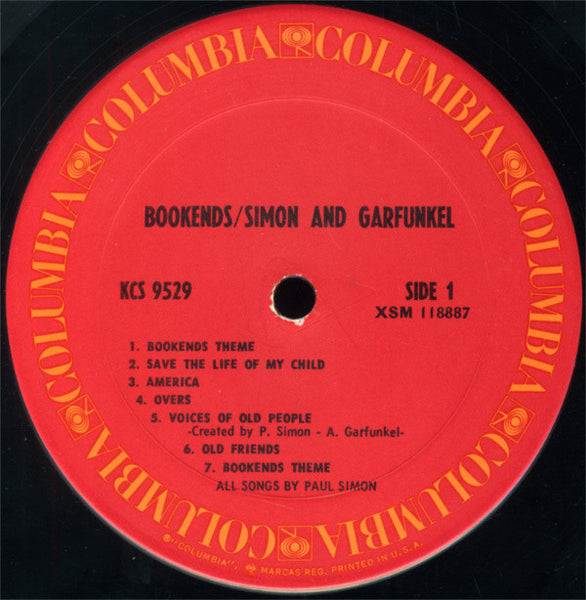 COLUMBIA COLUMBIA COLUMBIA COLUMBIA COLUMBIA COLUMBIA
BOOKENDS/SIMON AND GARFUNKEL
KCS 9529
SIDE 1
XSM 118887
1. BOOKENDS THEME
2. SAVE THE LIFE OF MY CHILD
3. AMERICA
4. OVERS
5. VOICES OF OLD PEOPLE
-Created by P. Simon - A. Garfunkel-
6. OLD FRIENDS
7. BOOKENDS THEME
ALL SONGS BY PAUL SIMON
®"COLUMBIA", MARCAS REG. PRINTED IN U.S.A.